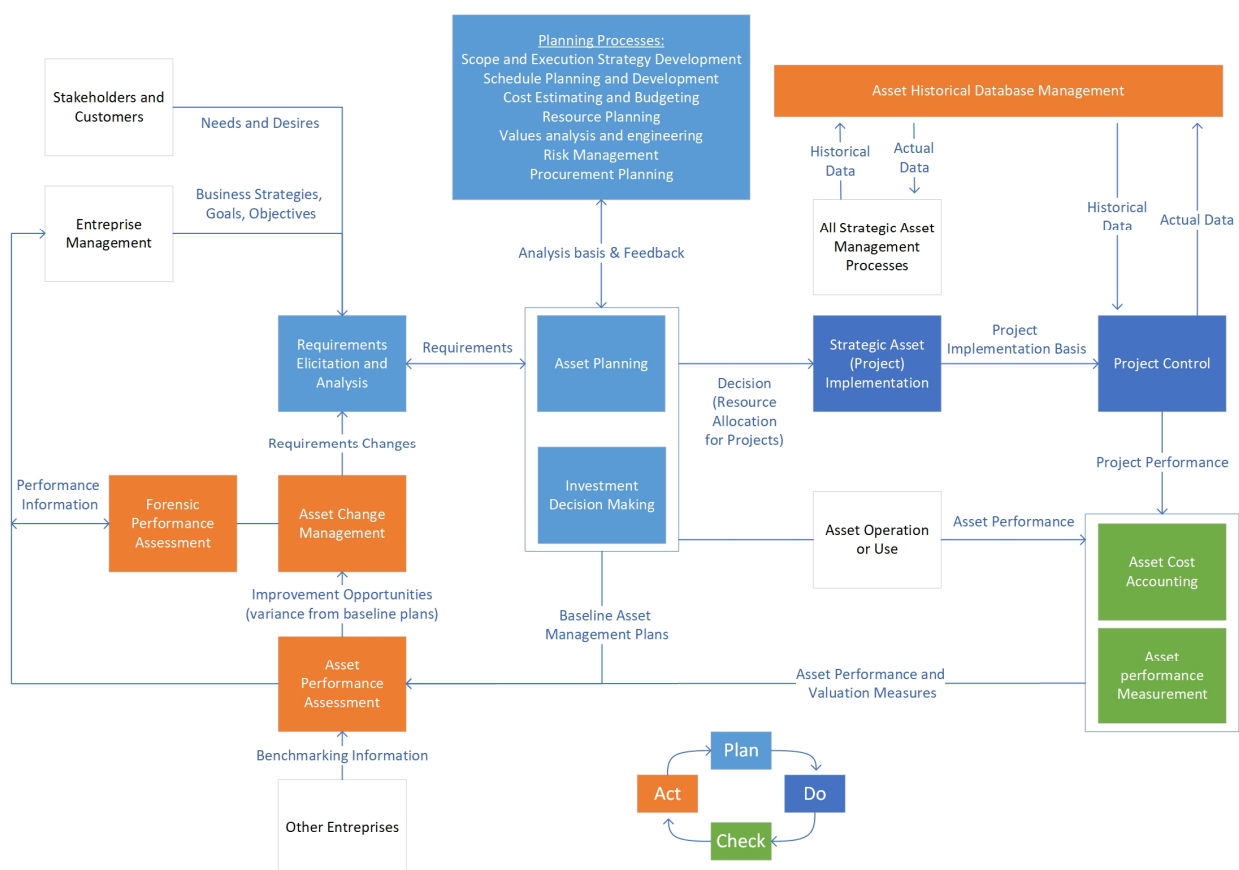 Planning Processes:
Scope and Execution Strategy Development
Schedule Planning and Development
Cost Estimating and Budgeting
Resource Planning
Values analysis and engineering
Risk Management
Procurement Planning
Stakeholders and
Customers
Needs and Desires
Entreprise
Management
Business Strategies,
Goals, Objectives
Asset Historical Database Management
Historical
Data
Actual
Data
Historical
Data
Actual Data
All Strategic Asset
Management
Processes
Analysis basis & Feedback
Requirements
Elicitation and
Analysis
Requirements
Asset Planning
Investment
Decision Making
Decision
(Resource
Allocation
for Projects)
Strategic Asset
(Project)
Implementation
Project
Implementation Basis
Project Control
Project Performance
Requirements Changes
Performance
Information
Forensic
Performance
Assessment
Asset Change
Management
Improvement Opportunities
(variance from baseline plans)
Asset Operation
or Use
Asset Performance
Asset Cost
Accounting
Asset
performance
Measurement
Baseline Asset
Management Plans
Asset Performance and
Valuation Measures
Asset
Performance
Assessment
Benchmarking Information
Other Entreprises
Plan
Do
Check
Act